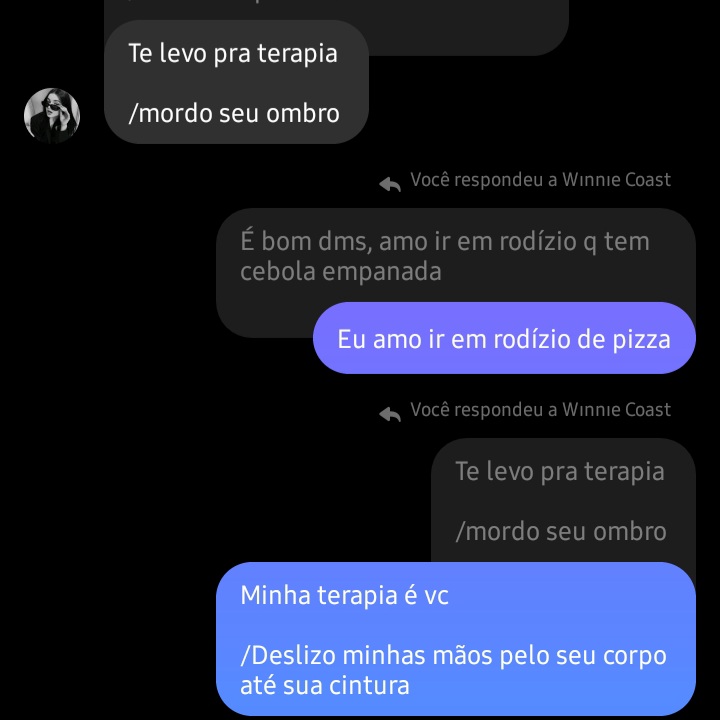 Te levo pra terapia
/mordo seu ombro
Você respondeu a Winnie Coast
É bom dms, amo ir em rodízio q tem
cebola empanada
Eu amo ir em rodízio de pizza
Você respondeu a Winnie Coast
Te levo pra terapia
/mordo seu ombro
Minha terapia é vc
/Deslizo minhas mãos pelo seu corpo
até sua cintura